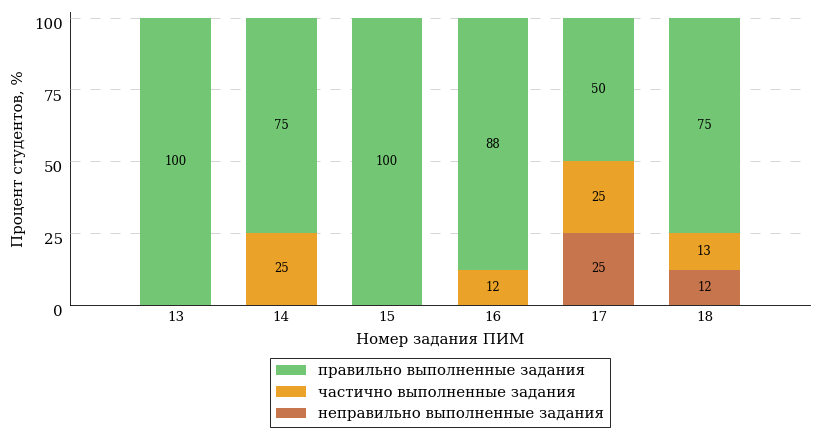 Процент студентов, %
100
75
50
25
0
100
75
25
100
88
12
50
25
25
75
13
12
13 14 15 16 17 18
Номер задания ПИМ
правильно выполненные задания
частично выполненные задания
неправильно выполненные задания